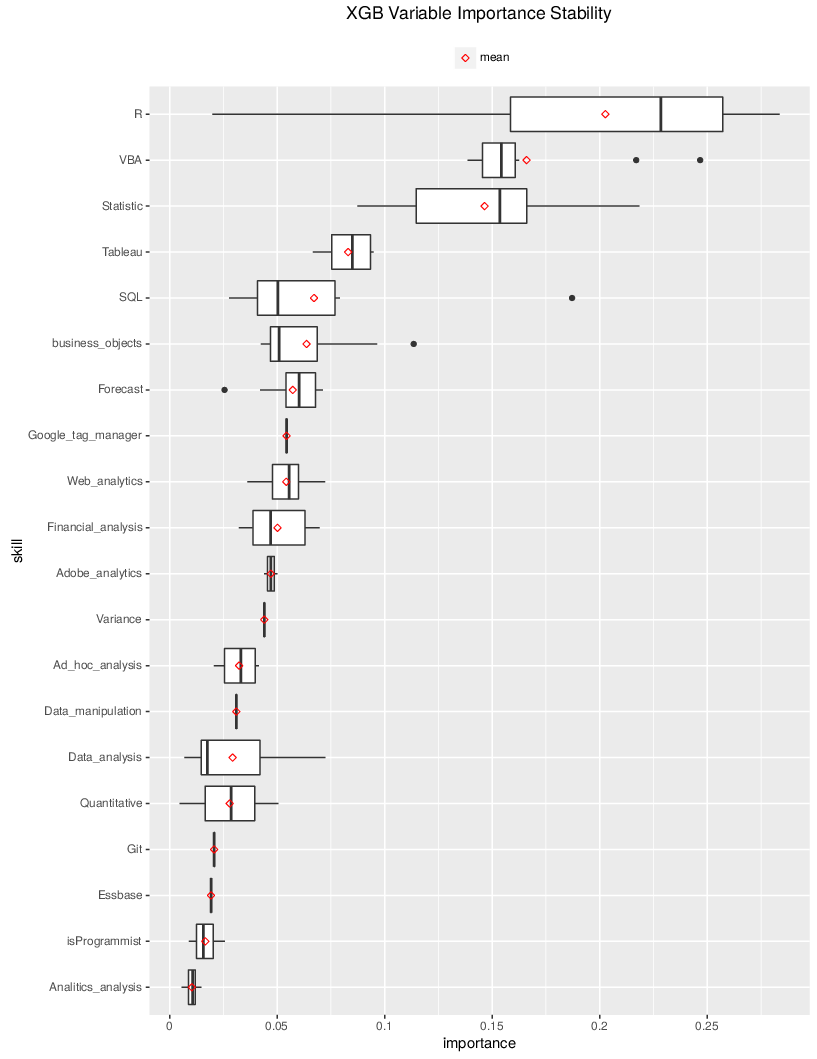 XGB Variable Importance Stability
mean
R
VBA
Statistic
Tableau
SQL
business_objects
Forecast
Google_tag_manager
Web_analytics
Financial_analysis
Adobe_analytics
Variance
Ad_hoc_analysis
Data_manipulation
Data_analysis
Quantitative
Git
Essbase
isProgrammist
Analitics_analysis
skill
0 0.05 0.1 0.15 0.2 0.25
importance